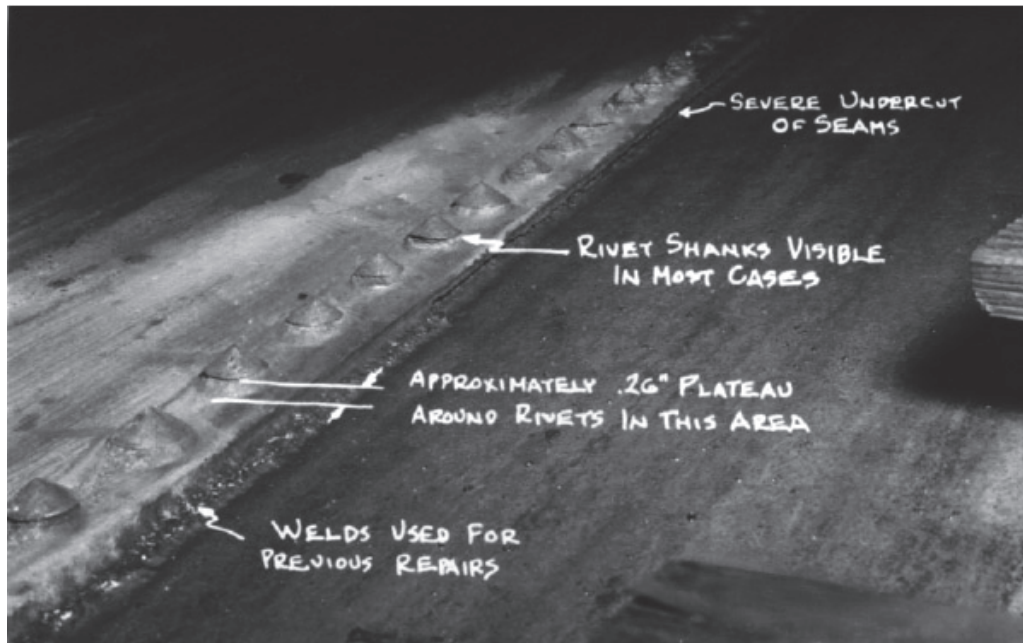 SEVERE UNDERCUT
OF SEAMS
RIVET SHANKS VISIBLE
IN MOST CASES
APPROXIMATELY .26" PLATEAU
AROUND RIVETS IN THIS AREA
WELDS USED FOR
PREVIOUS REPAIRS